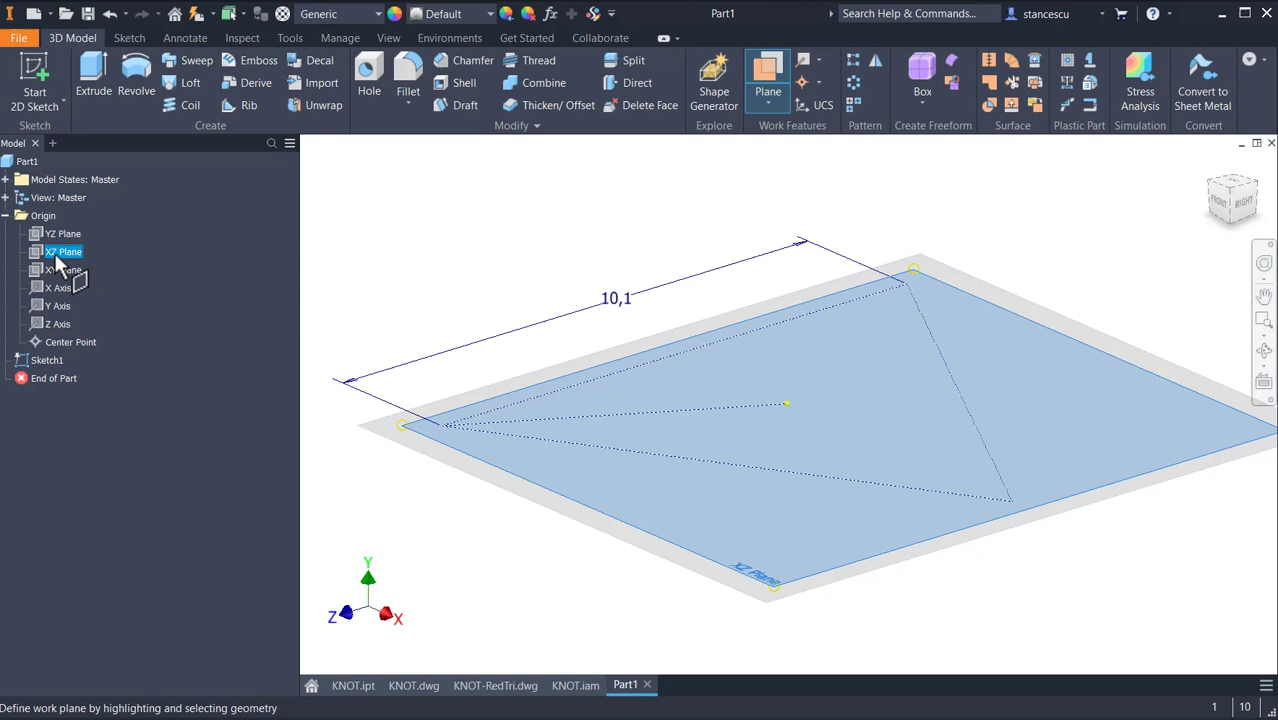 Generic
Default
Part1
Search Help & Commands...
stancescu
File
3D Model
Sketch
Annotate
Inspect
Tools
Manage
View
Environments
Get Started
Collaborate
Start
2D Sketch
Extrude
Revolve
Sweep
Loft
Coil
Emboss
Derive
Rib
Decal
Import
Unwrap
Hole
Fillet
Chamfer
Shell
Draft
Thread
Combine
Thicken/ Offset
Split
Direct
Delete Face
Shape
Generator
Plane
UCS
Box
Stress
Analysis
Convert to
Sheet Metal
Sketch
Create
Modify
Explore
Work Features
Pattern
Create Freeform
Surface
Plastic Part
Simulation
Convert
Model
Part1
Model States: Master
View: Master
Origin
YZ Plane
XZ Plane
XY Plane
X Axis
Y Axis
Z Axis
Center Point
Sketch1
End of Part
10,1
XZ Plane
FRONT
RIGHT
Y
Z
X
KNOT.ipt
KNOT.dwg
KNOT-RedTri.dwg
KNOT.iam
Part1
Define work plane by highlighting and selecting geometry
1
10